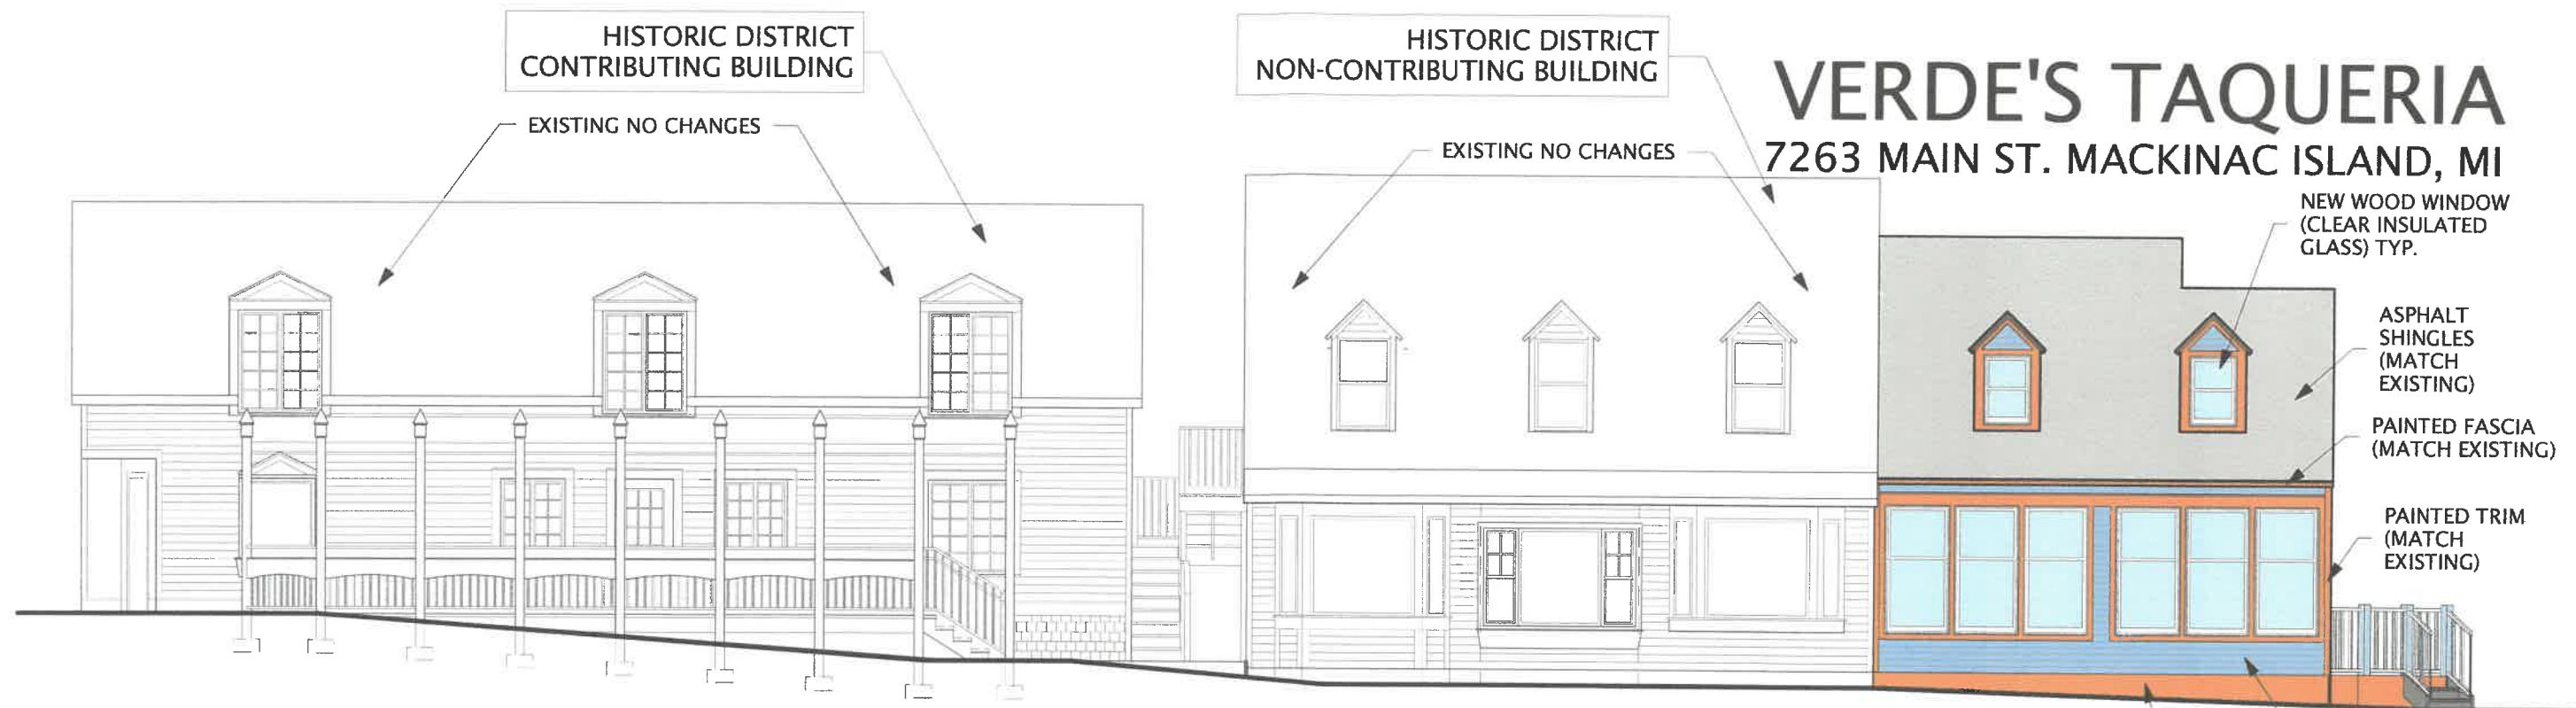 HISTORIC DISTRICT
CONTRIBUTING BUILDING
EXISTING NO CHANGES
HISTORIC DISTRICT
NON-CONTRIBUTING BUILDING
EXISTING NO CHANGES
VERDE'S TAQUERIA
7263 MAIN ST. MACKINAC ISLAND, MI
NEW WOOD WINDOW
(CLEAR INSULATED
GLASS) TYP.
ASPHALT
SHINGLES
(MATCH
EXISTING)
PAINTED FASCIA
(MATCH EXISTING)
PAINTED TRIM
(MATCH
EXISTING)